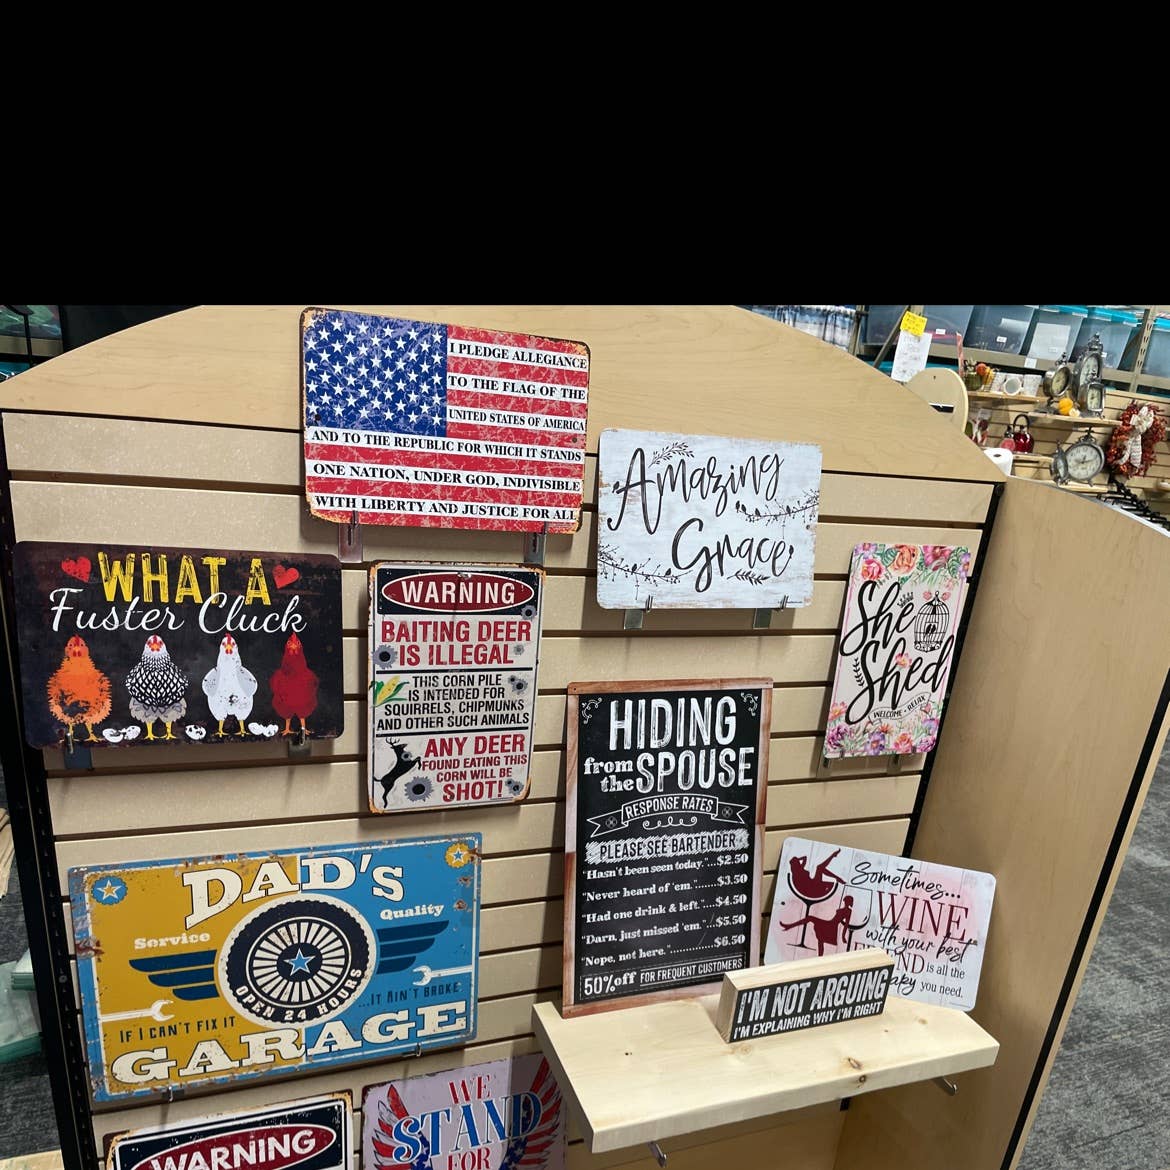 I PLEDGE ALLEGIANCE
TO THE FLAG OF THE
UNITED STATES OF AMERICA
AND TO THE REPUBLIC FOR WHICH IT STANDS
ONE NATION, UNDER GOD, INDIVISIBLE
WITH LIBERTY AND JUSTICE FOR ALL
Amazing
Grace
WHAT A
Fuster Cluck
WARNING
BAITING DEER
IS ILLEGAL
THIS CORN PILE
IS INTENDED FOR
SQUIRRELS, CHIPMUNKS
AND OTHER SUCH ANIMALS
ANY DEER
FOUND EATING THIS
CORN WILL BE
SHOT!
She
Shed
WELCOME • RELAX
HIDING
from
the SPOUSE
RESPONSE RATES
PLEASE SEE BARTENDER
"Hasn't been seen today."...$2.50
"Never heard of 'em.".......$3.50
"Had one drink & left."....$4.50
"Darn, just missed 'em."...$5.50
"Nope, not here."..............$6.50
50% off FOR FREQUENT CUSTOMERS
DAD'S
Service
Quality
OPEN 24 HOURS
IF I CAN'T FIX IT
...IT AIN'T BROKE
GARAGE
Sometimes...
WINE
with your best
is all the
you need.
I'M NOT ARGUING
I'M EXPLAINING WHY I'M RIGHT
WARNING
WE
STAND
FOR